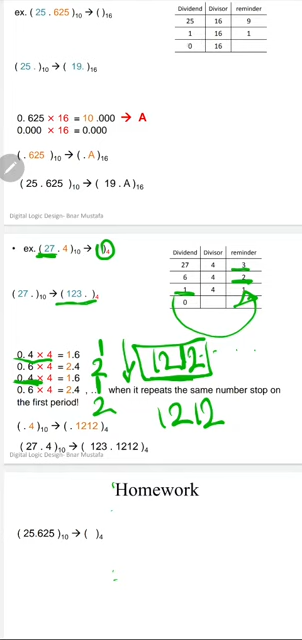 ex. ( 25 . 625 )10 → ( )16
Dividend Divisor reminder
25 16 9
1 16 1
0 16
(25 . )10 → ( 19. )16
0. 625 × 16 = 10 .000 → A
0.000 × 16 = 0.000
( . 625 )10 → ( . A )16
( 25 . 625 )10 → ( 19 . A )16
Digital Logic Design- Bnar Mustafa
• ex. ( 27 . 4 )10 → ( )4
Dividend Divisor reminder
27 4 3
6 4 2
1 4 1
0
(27 . )10 → ( 123. )4
0. 4 × 4 = 1.6 1
0. 6 × 4 = 2.4 2
0. 4 × 4 = 1.6 1
0. 6 × 4 = 2.4 , ... when it repeats the same number stop on
the first period!
2
1212
1212
( . 4 )10 → ( . 1212 )4
( 27 . 4 )10 → ( 123 . 1212 )4
Digital Logic Design- Bnar Mustafa
Homework
( 25.625 )10 → ( )4